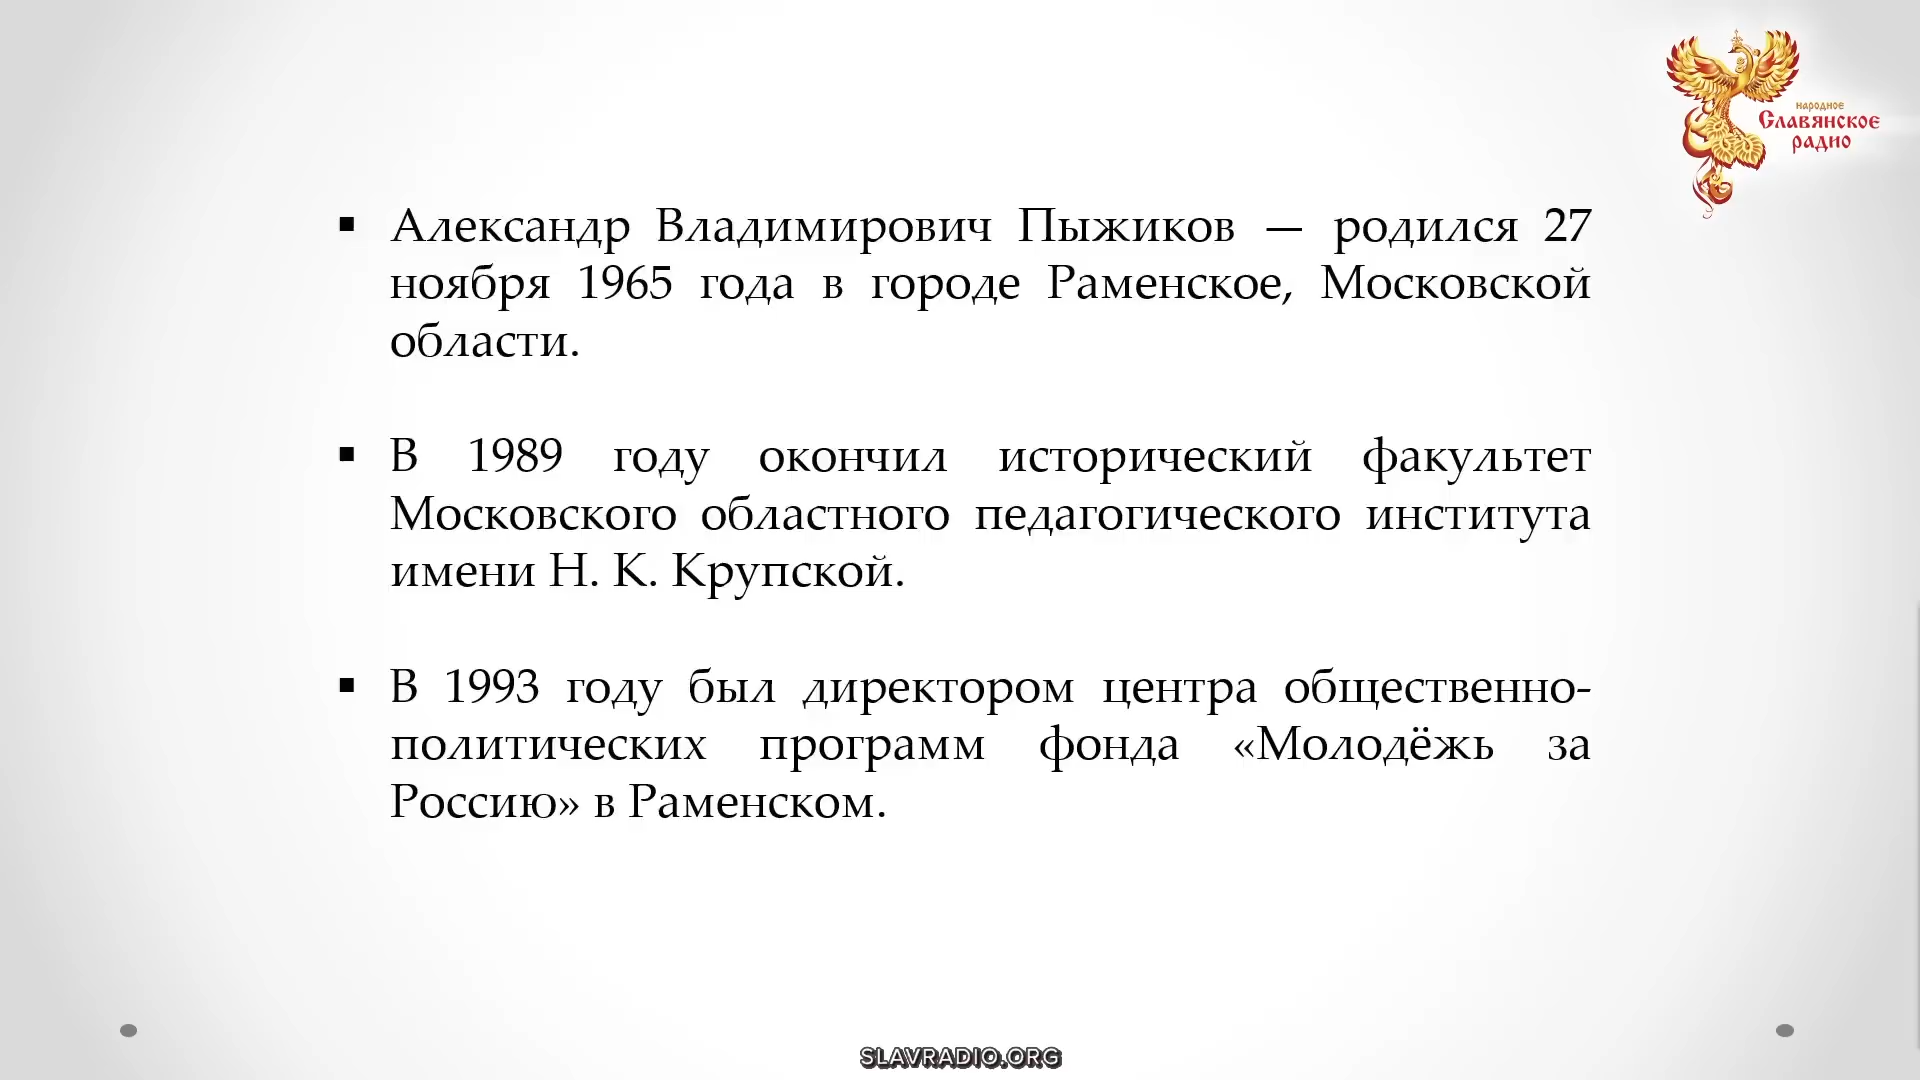 народное
Славянское
радио
▪ Александр Владимирович Пыжиков — родился 27
ноября 1965 года в городе Раменское, Московской
области.
▪ В 1989 году окончил исторический факультет
Московского областного педагогического института
имени Н. К. Крупской.
▪ В 1993 году был директором центра общественно-
политических программ фонда «Молодёжь за
Россию» в Раменском.
SLAVRADIO.ORG